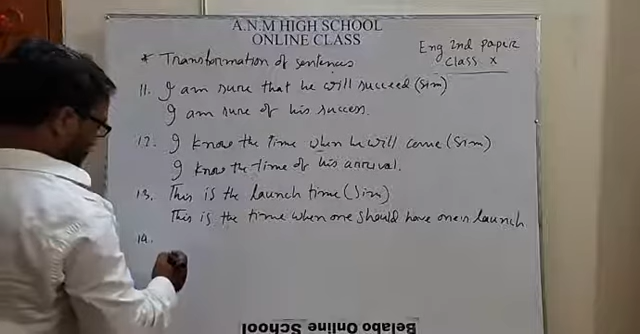 A.N.M HIGH SCHOOL
ONLINE CLASS
Eng 2nd paper
Class X
* Transformation of sentences
11. I am sure that he will succeed (Sim)
I am sure of his success.
12. I know the time when he will come (Sim)
I know the time of his arrival.
13. This is the launch time (Sim)
This is the time when one should have one's launch
14.
Belabo Online School